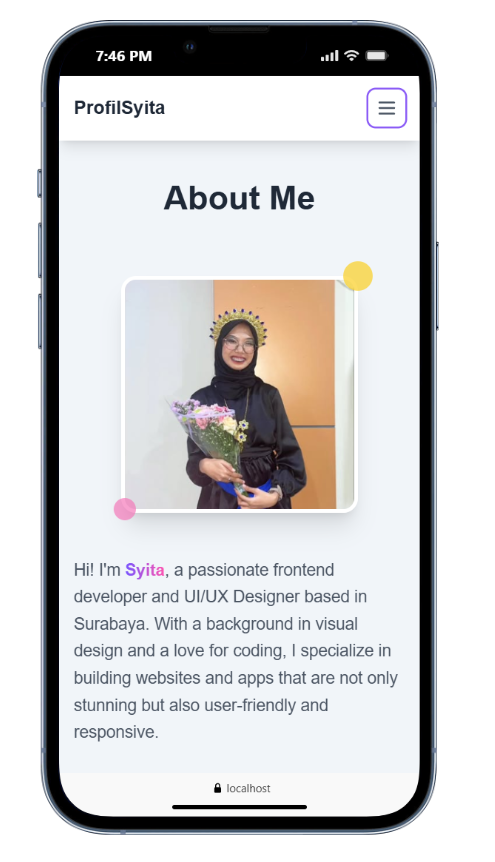 7:46 PM
ProfilSyita
About Me
Hi! I'm Syita, a passionate frontend
developer and UI/UX Designer based in
Surabaya. With a background in visual
design and a love for coding, I specialize in
building websites and apps that are not only
stunning but also user-friendly and
responsive.
localhost